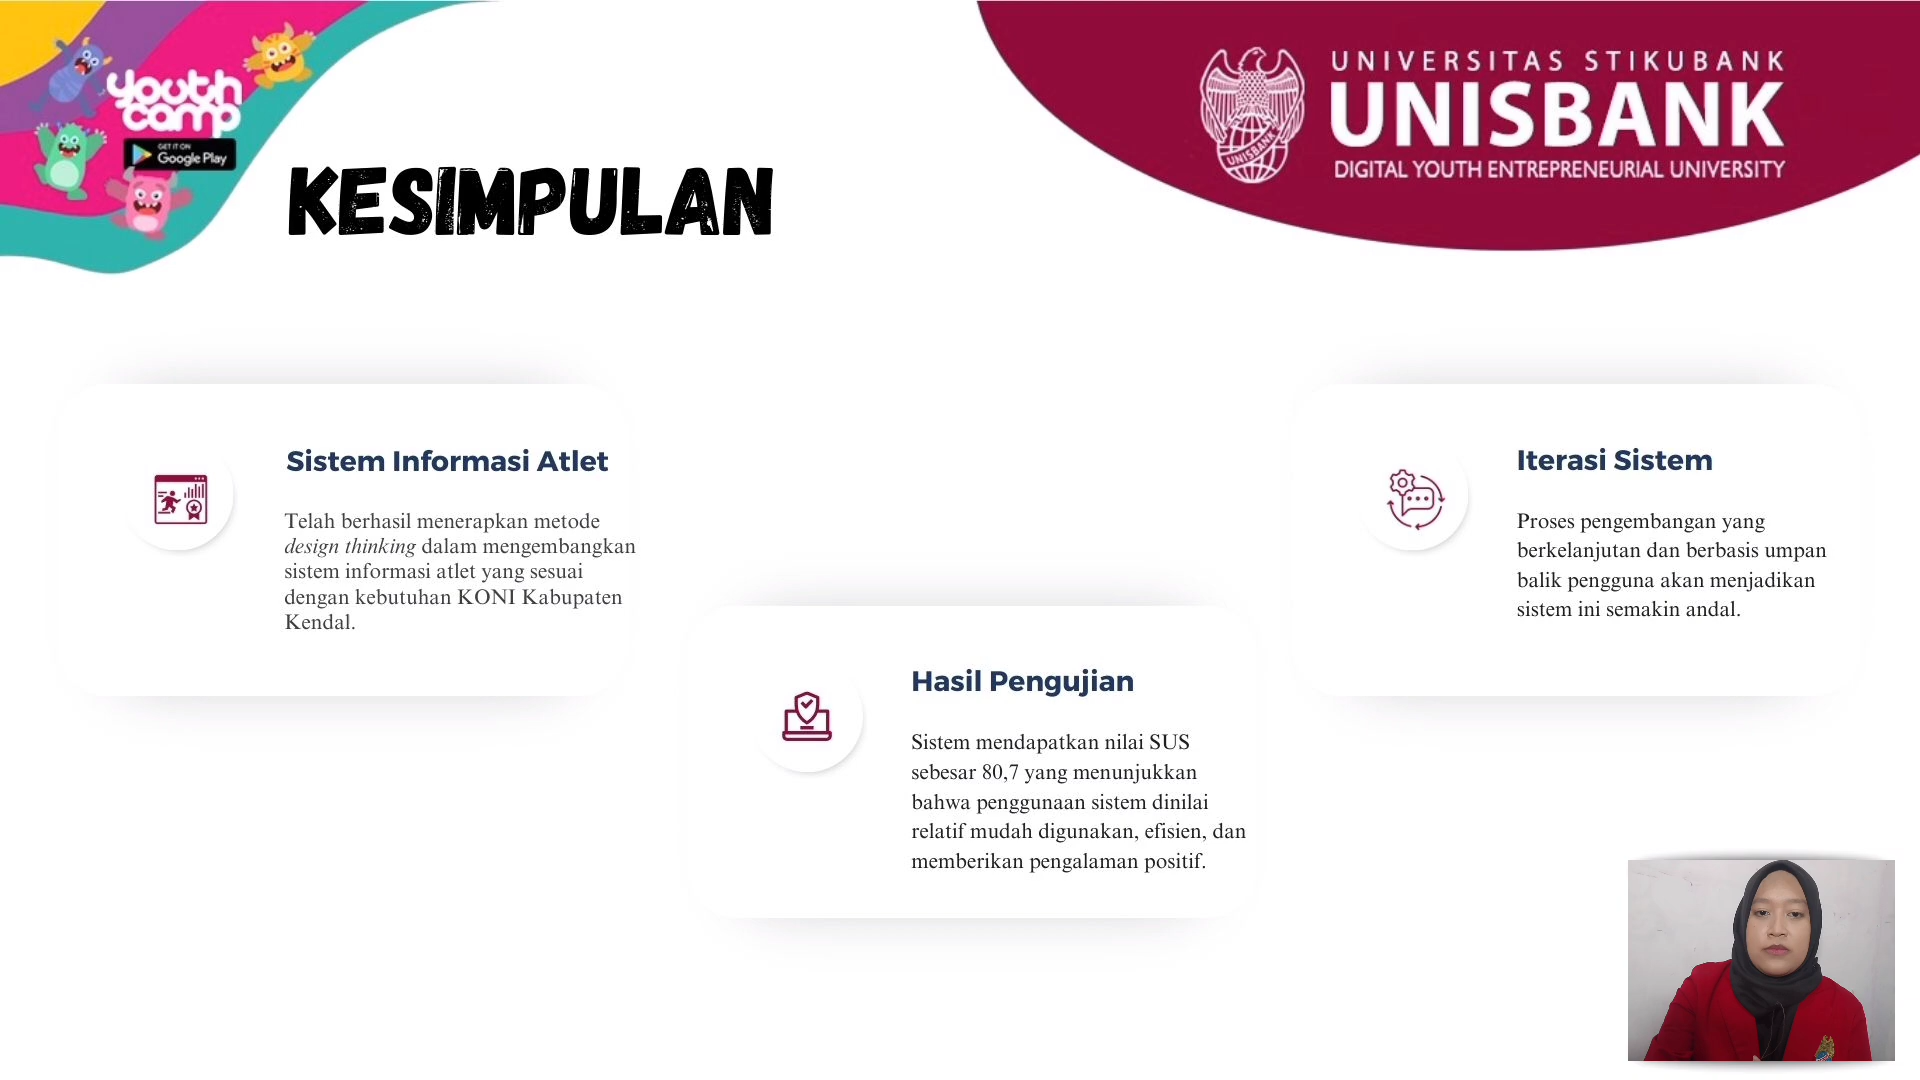 youth
camp
GET IT ON
Google Play
UNIVERSITAS STIKUBANK
UNISBANK
DIGITAL YOUTH ENTREPRENEURIAL UNIVERSITY
UNISBANK
KESIMPULAN
Sistem Informasi Atlet
Telah berhasil menerapkan metode
design thinking dalam mengembangkan
sistem informasi atlet yang sesuai
dengan kebutuhan KONI Kabupaten
Kendal.
Hasil Pengujian
Sistem mendapatkan nilai SUS
sebesar 80,7 yang menunjukkan
bahwa penggunaan sistem dinilai
relatif mudah digunakan, efisien, dan
memberikan pengalaman positif.
Iterasi Sistem
Proses pengembangan yang
berkelanjutan dan berbasis umpan
balik pengguna akan menjadikan
sistem ini semakin andal.